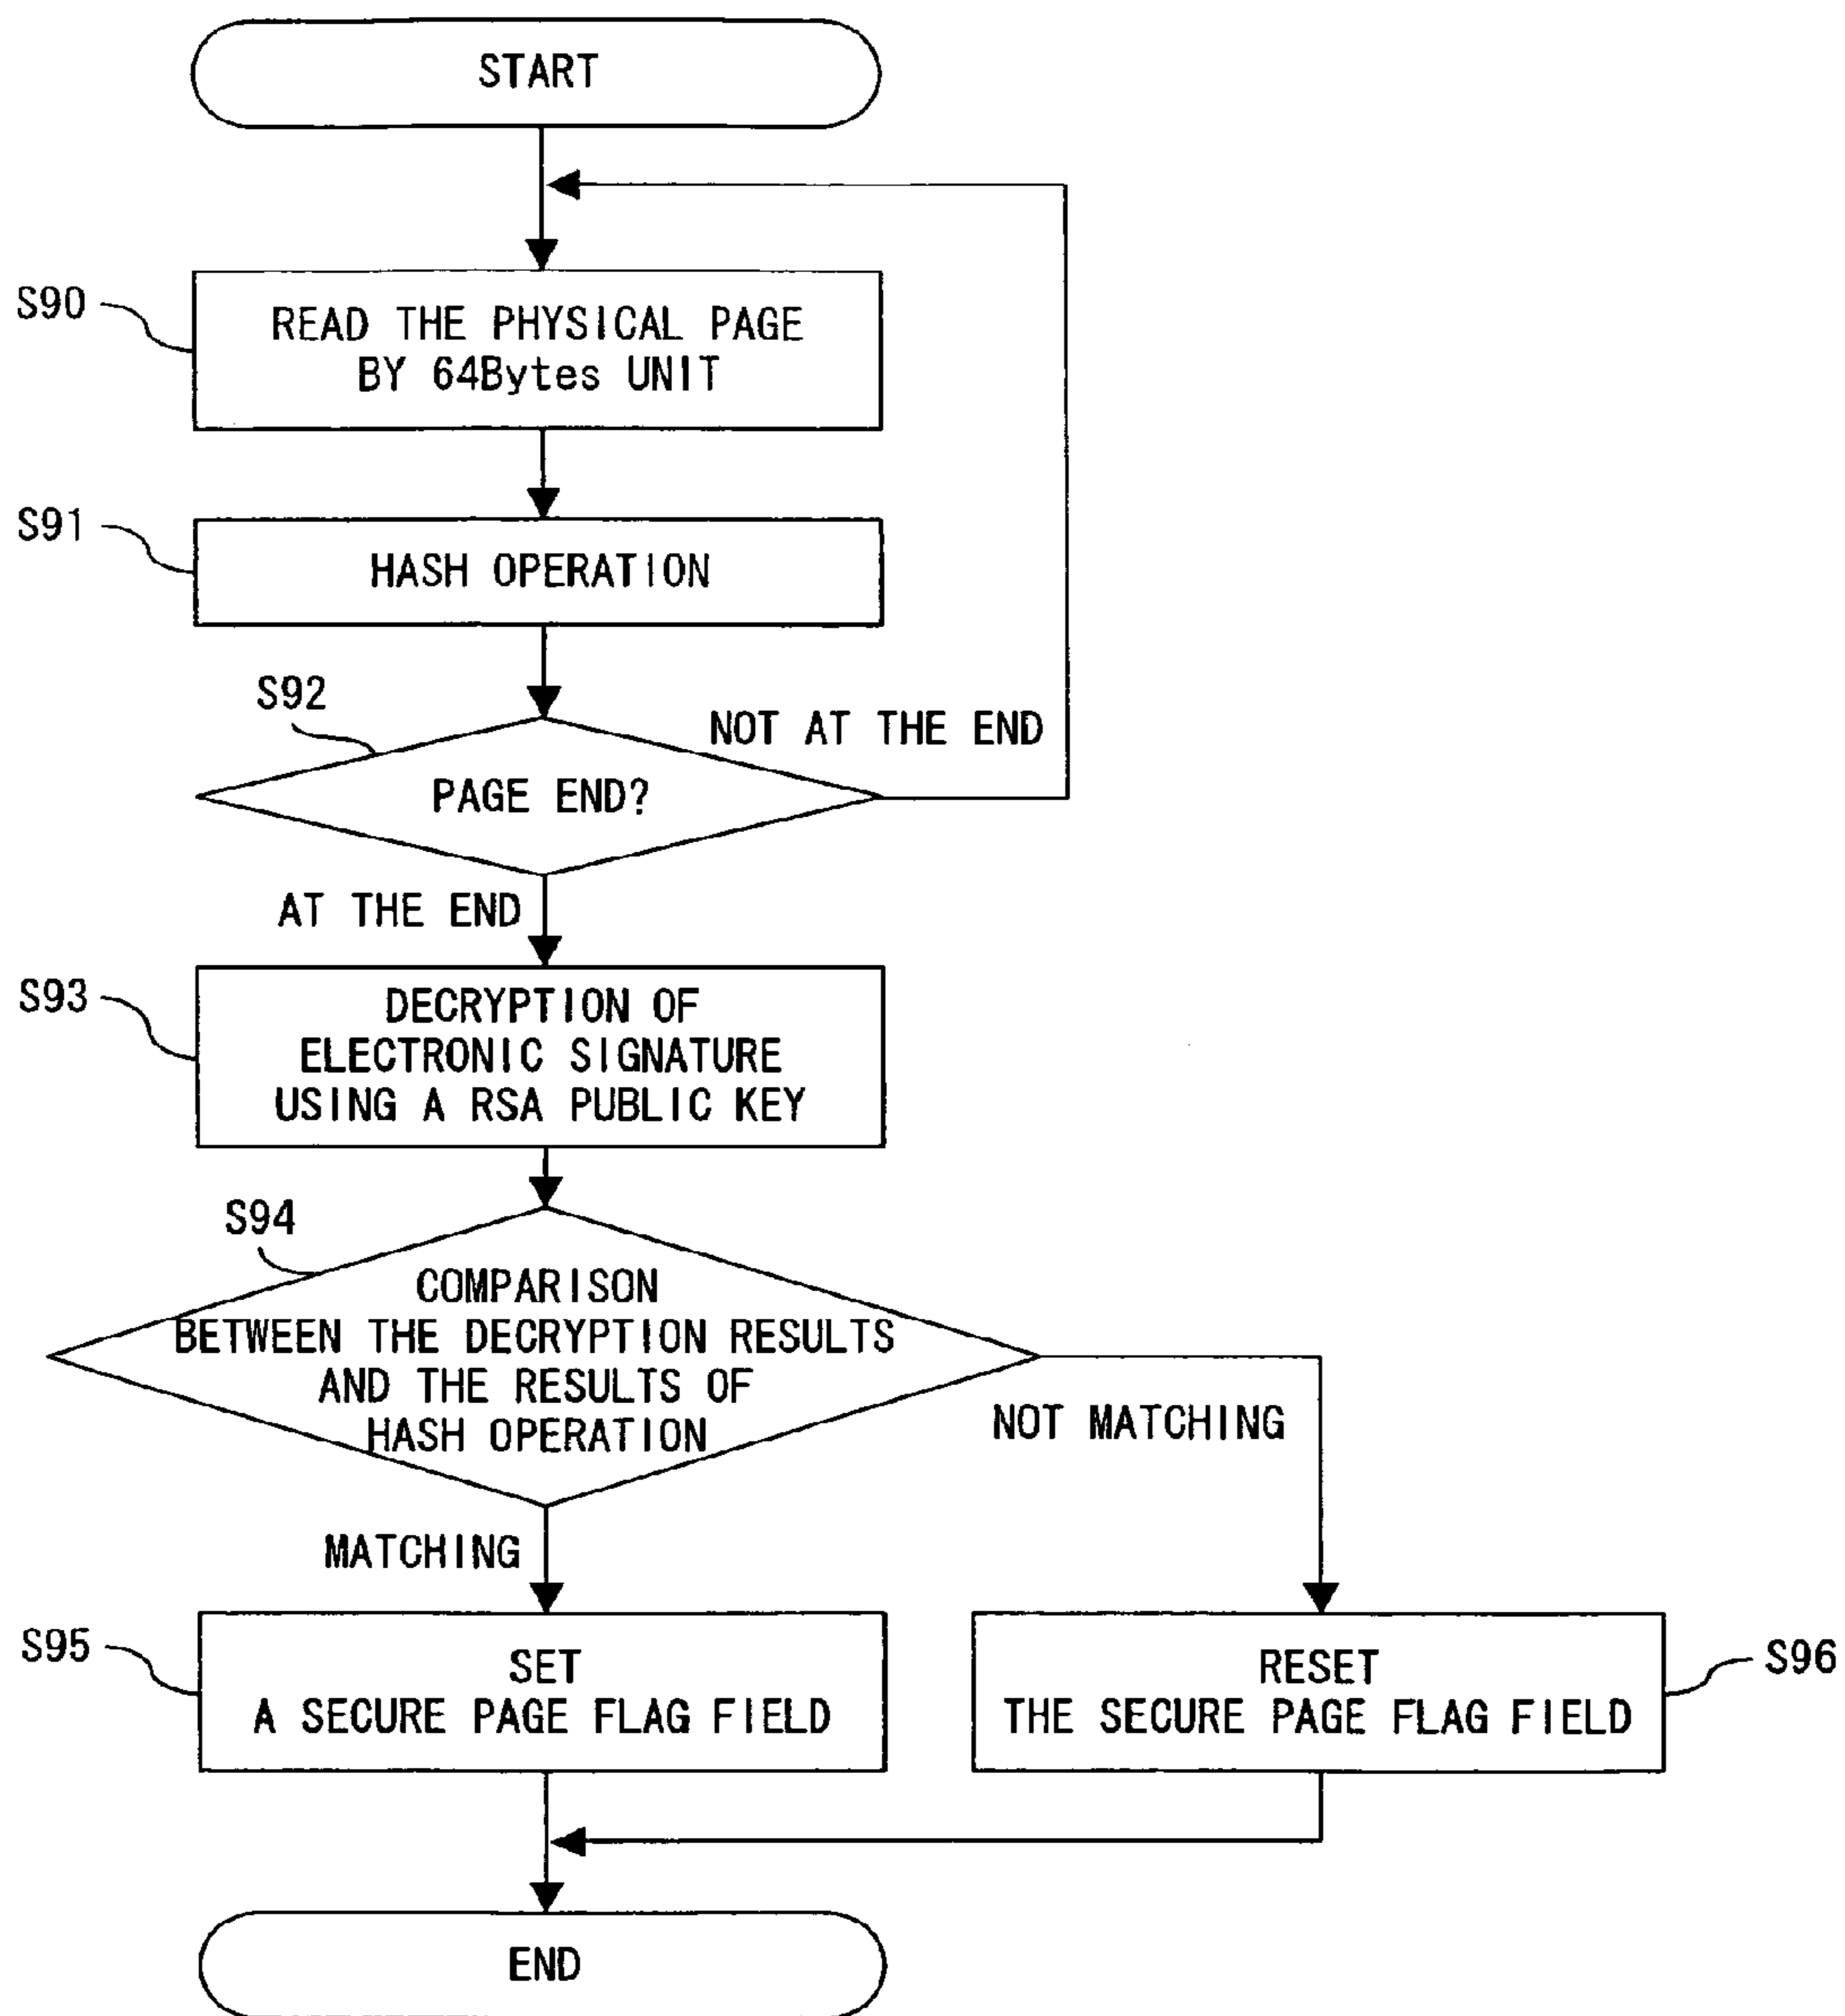 START
S90
READ THE PHYSICAL PAGE
BY 64Bytes UNIT
S91
HASH OPERATION
S92
NOT AT THE END
PAGE END?
AT THE END
S93
DECRYPTION OF
ELECTRONIC SIGNATURE
USING A RSA PUBLIC KEY
S94
COMPARISON
BETWEEN THE DECRYPTION RESULTS
AND THE RESULTS OF
HASH OPERATION
NOT MATCHING
MATCHING
S95
SET
A SECURE PAGE FLAG FIELD
RESET
THE SECURE PAGE FLAG FIELD
S96
END